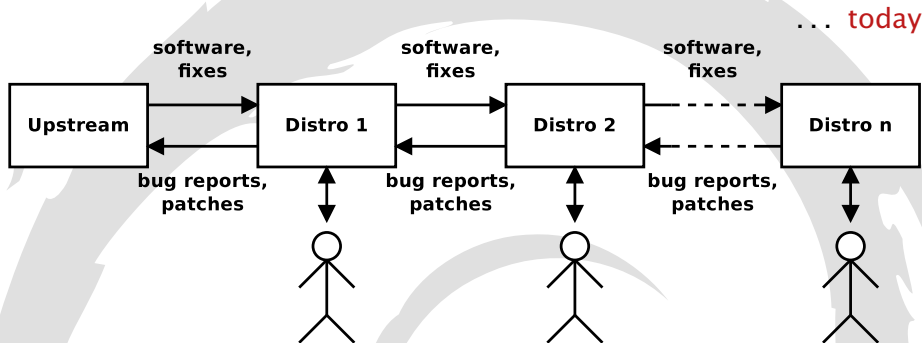 ... today
software,
fixes
software,
fixes
software,
fixes
Upstream
Distro 1
Distro 2
Distro n
bug reports,
patches
bug reports,
patches
bug reports,
patches